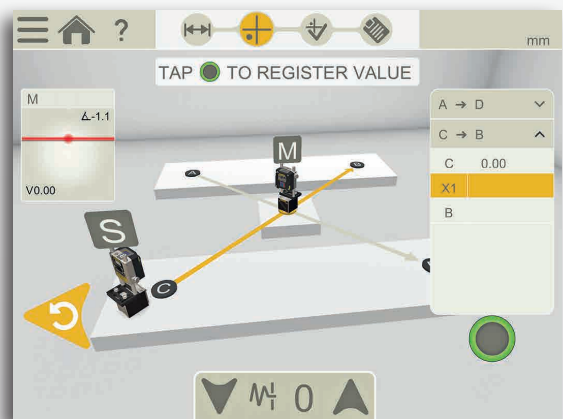 ?
mm
TAP TO REGISTER VALUE
M
∡-1.1
V0.00
A → D
C → B
C 0.00
X1
B
M
A
B
S
C
0